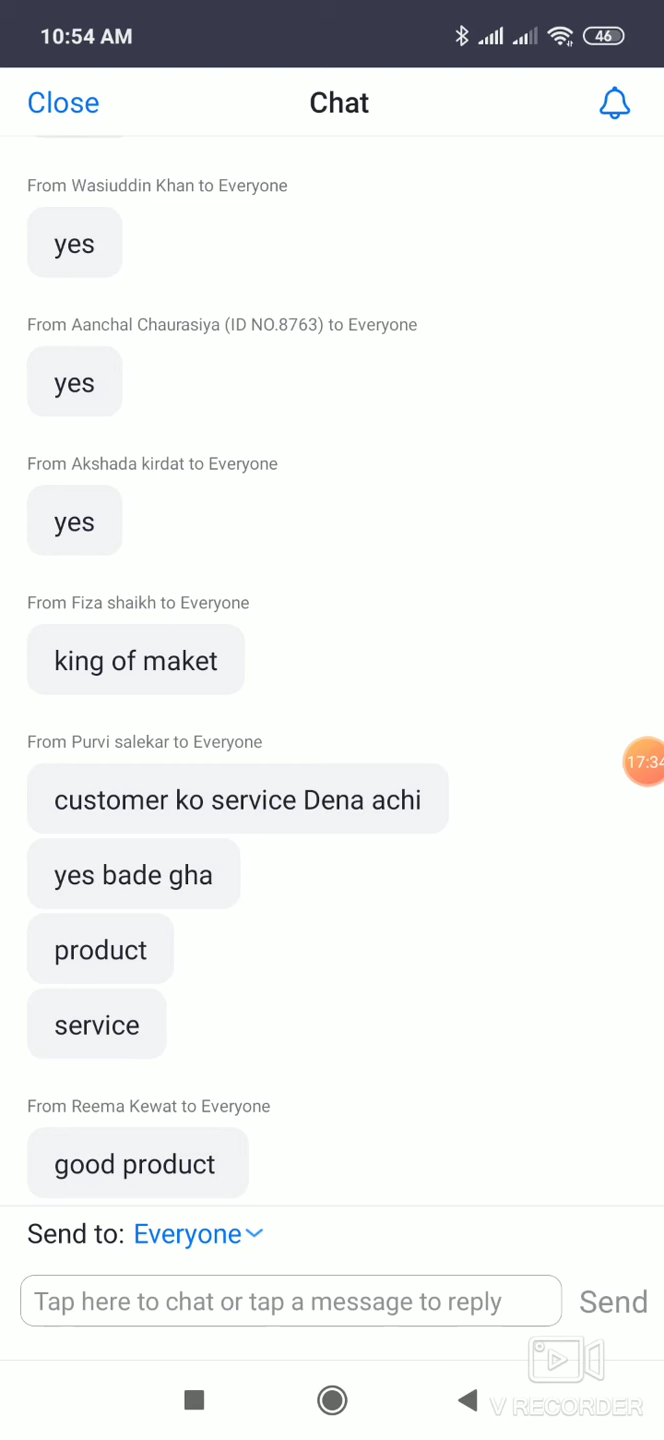 10:54 AM
46
Close
Chat
From Wasiuddin Khan to Everyone
yes
From Aanchal Chaurasiya (ID NO.8763) to Everyone
yes
From Akshada kirdat to Everyone
yes
From Fiza shaikh to Everyone
king of maket
From Purvi salekar to Everyone
17:34
customer ko service Dena achi
yes bade gha
product
service
From Reema Kewat to Everyone
good product
Send to: Everyone
Tap here to chat or tap a message to reply
Send
V RECORDER